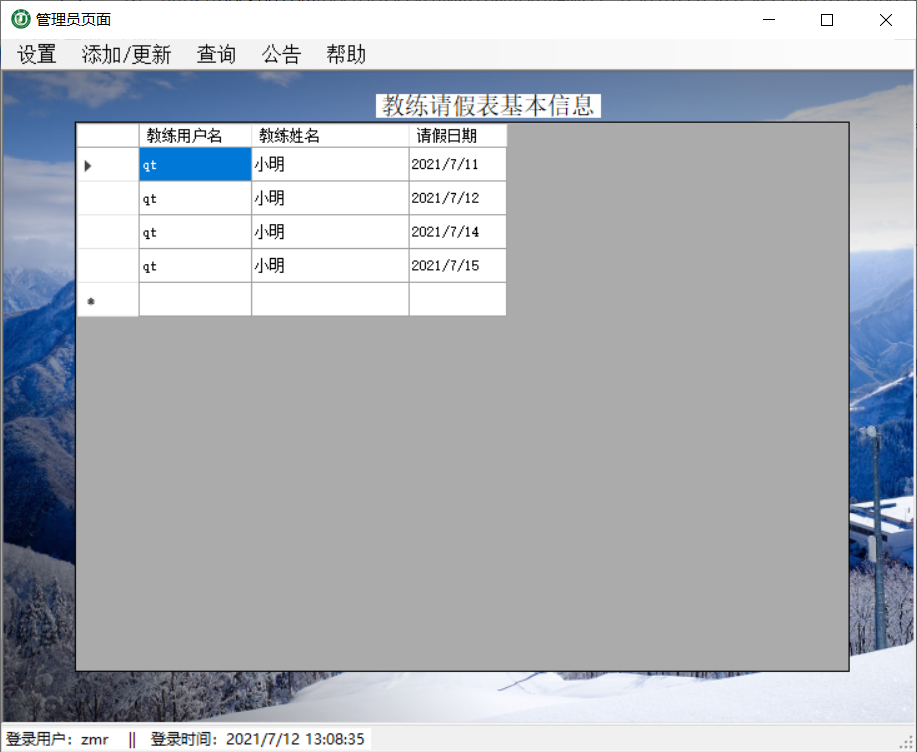 管理员页面
设置 添加/更新 查询 公告 帮助
教练请假表基本信息
教练用户名 教练姓名 请假日期
qt 小明 2021/7/11
qt 小明 2021/7/12
qt 小明 2021/7/14
qt 小明 2021/7/15
登录用户：zmr || 登录时间：2021/7/12 13:08:35